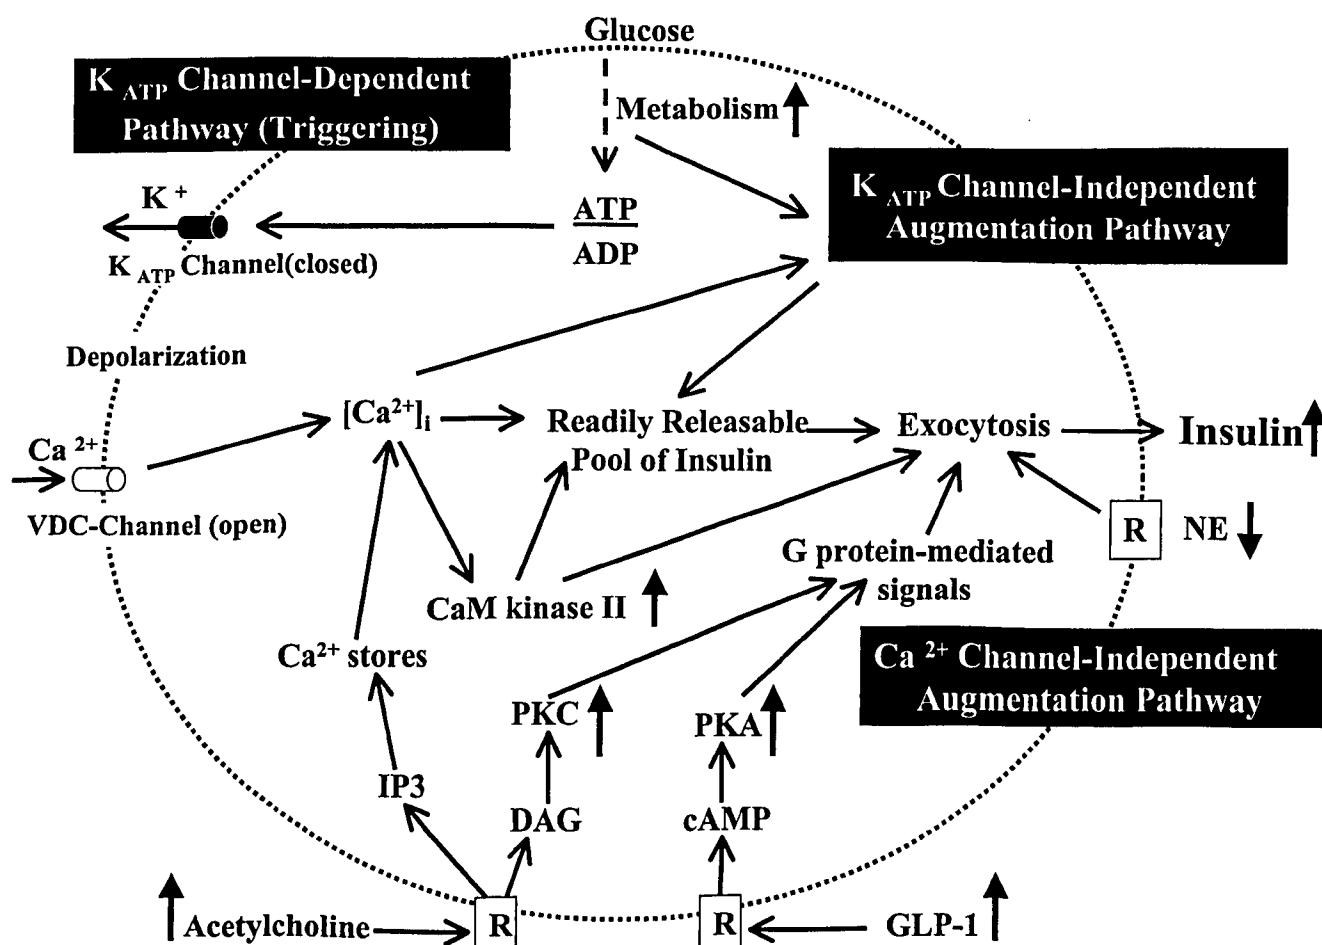 Glucose
K ATP Channel-Dependent
Pathway (Triggering)
Metabolism
K ATP Channel-Independent
Augmentation Pathway
K +
ATP
ADP
K ATP Channel(closed)
Depolarization
[Ca2+]i
Readily Releasable
Pool of Insulin
Exocytosis
Insulin
Ca 2+
VDC-Channel (open)
R
NE
G protein-mediated
signals
CaM kinase II
Ca2+ stores
Ca 2+ Channel-Independent
Augmentation Pathway
PKC
PKA
IP3
DAG
cAMP
Acetylcholine
R
R
GLP-1